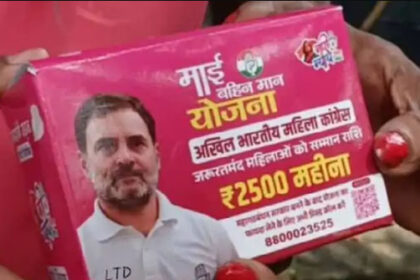 माई
बहिन मान
योजना
अखिल भारतीय महिला कांग्रेस
जरूरतमंद महिलाओं को सम्मान राशि
₹2500 महीना
8800023525
LTD